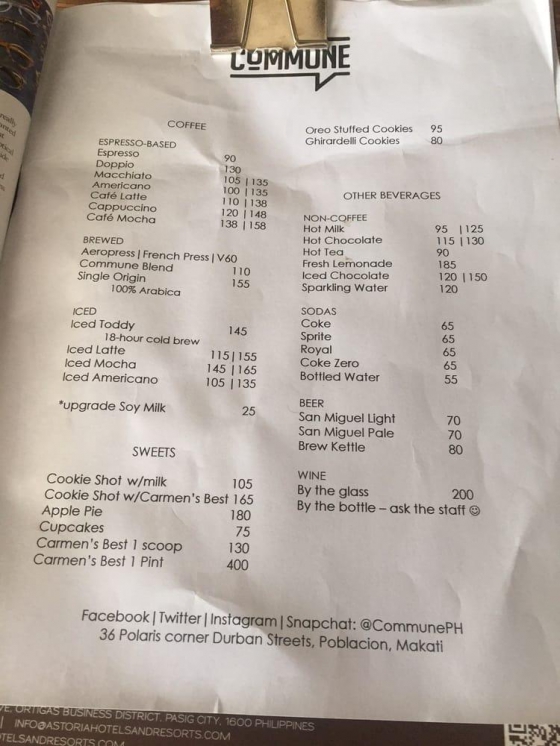 COMMUNE
COFFEE
ESPRESSO-BASED
Espresso 90
Doppio 130
Macchiato 105 | 135
Americano 100 | 135
Café Latte 110 | 138
Cappuccino 120 | 148
Café Mocha 138 | 158
BREWED
Aeropress | French Press | V60
Commune Blend 110
Single Origin 155
100% Arabica
ICED
Iced Toddy 145
18-hour cold brew
Iced Latte 115 | 155
Iced Mocha 145 | 165
Iced Americano 105 | 135
*upgrade Soy Milk 25
SWEETS
Cookie Shot w/milk 105
Cookie Shot w/Carmen's Best 165
Apple Pie 180
Cupcakes 75
Carmen's Best 1 scoop 130
Carmen's Best 1 Pint 400
Oreo Stuffed Cookies 95
Ghirardelli Cookies 80
OTHER BEVERAGES
NON-COFFEE
Hot Milk 95 | 125
Hot Chocolate 115 | 130
Hot Tea 90
Fresh Lemonade 185
Iced Chocolate 120 | 150
Sparkling Water 120
SODAS
Coke 65
Sprite 65
Royal 65
Coke Zero 65
Bottled Water 55
BEER
San Miguel Light 70
San Miguel Pale 70
Brew Kettle 80
WINE
By the glass 200
By the bottle – ask the staff ☺
Facebook | Twitter | Instagram | Snapchat: @CommunePH
36 Polaris corner Durban Streets, Poblacion, Makati
ORTIGAS BUSINESS DISTRICT, PASIG CITY, 1600 PHILIPPINES
| INFO@ASTORIAHOTELSANDRESORTS.COM
TELSANDRESORTS.COM